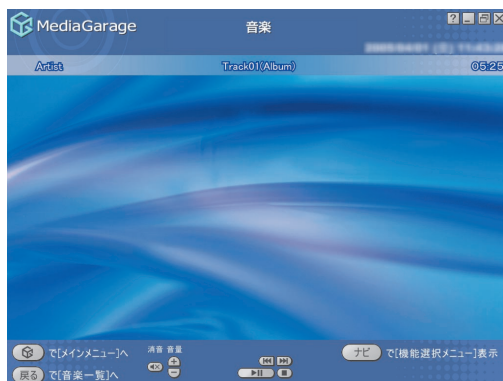 MediaGarage
音楽
Artist Track01(Album) 05:25
で[メインメニュー]へ 消音 音量 ナビ で[機能選択メニュー]表示
戻る で[音楽一覧]へ